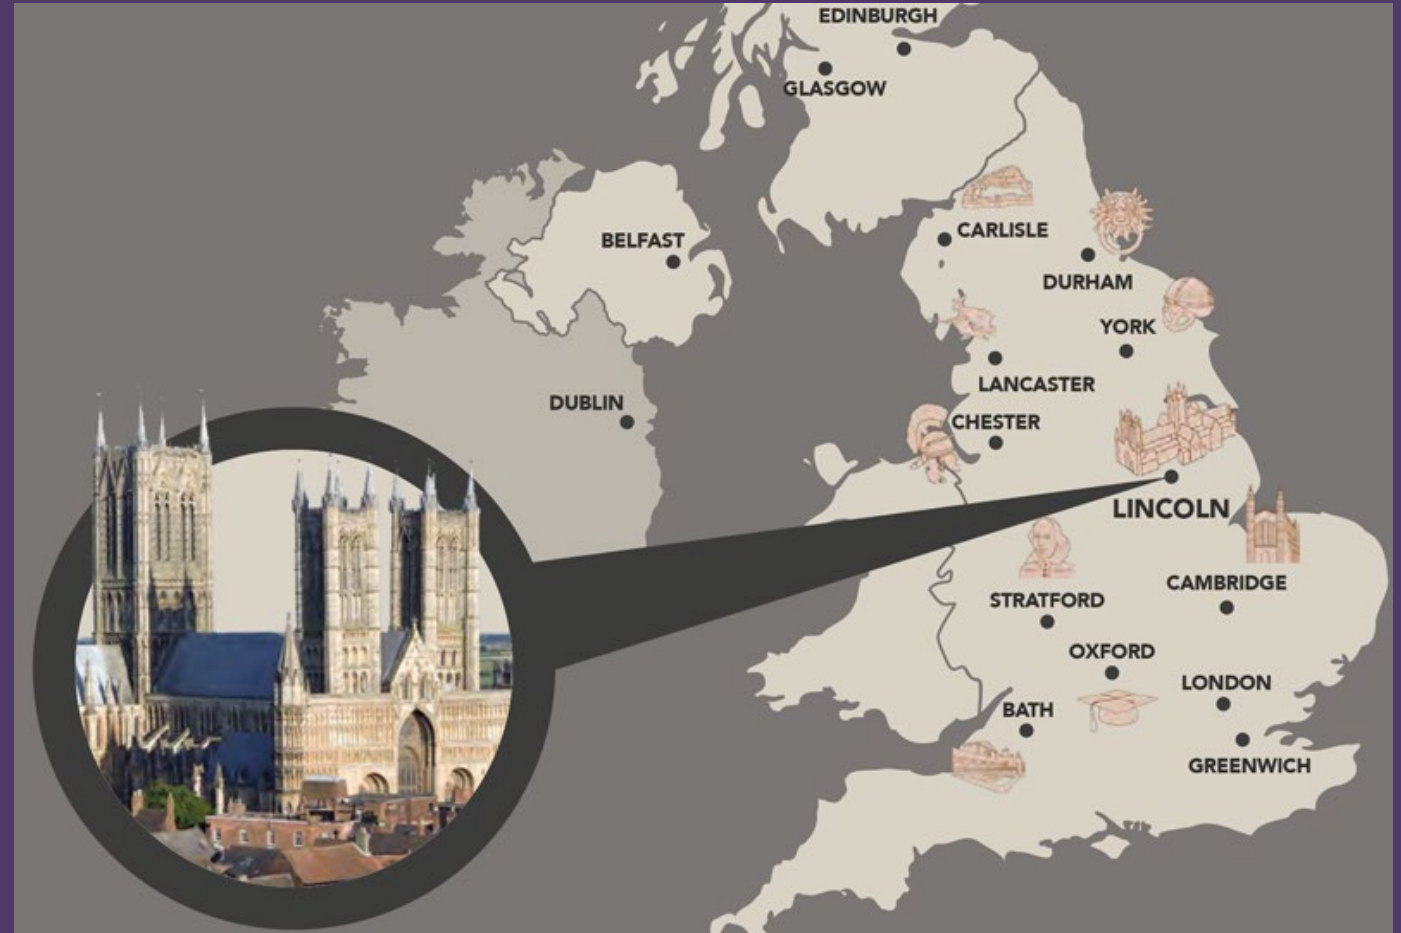 EDINBURGH
GLASGOW
CARLISLE
BELFAST
DURHAM
YORK
LANCASTER
DUBLIN
CHESTER
LINCOLN
CAMBRIDGE
STRATFORD
OXFORD
LONDON
BATH
GREENWICH